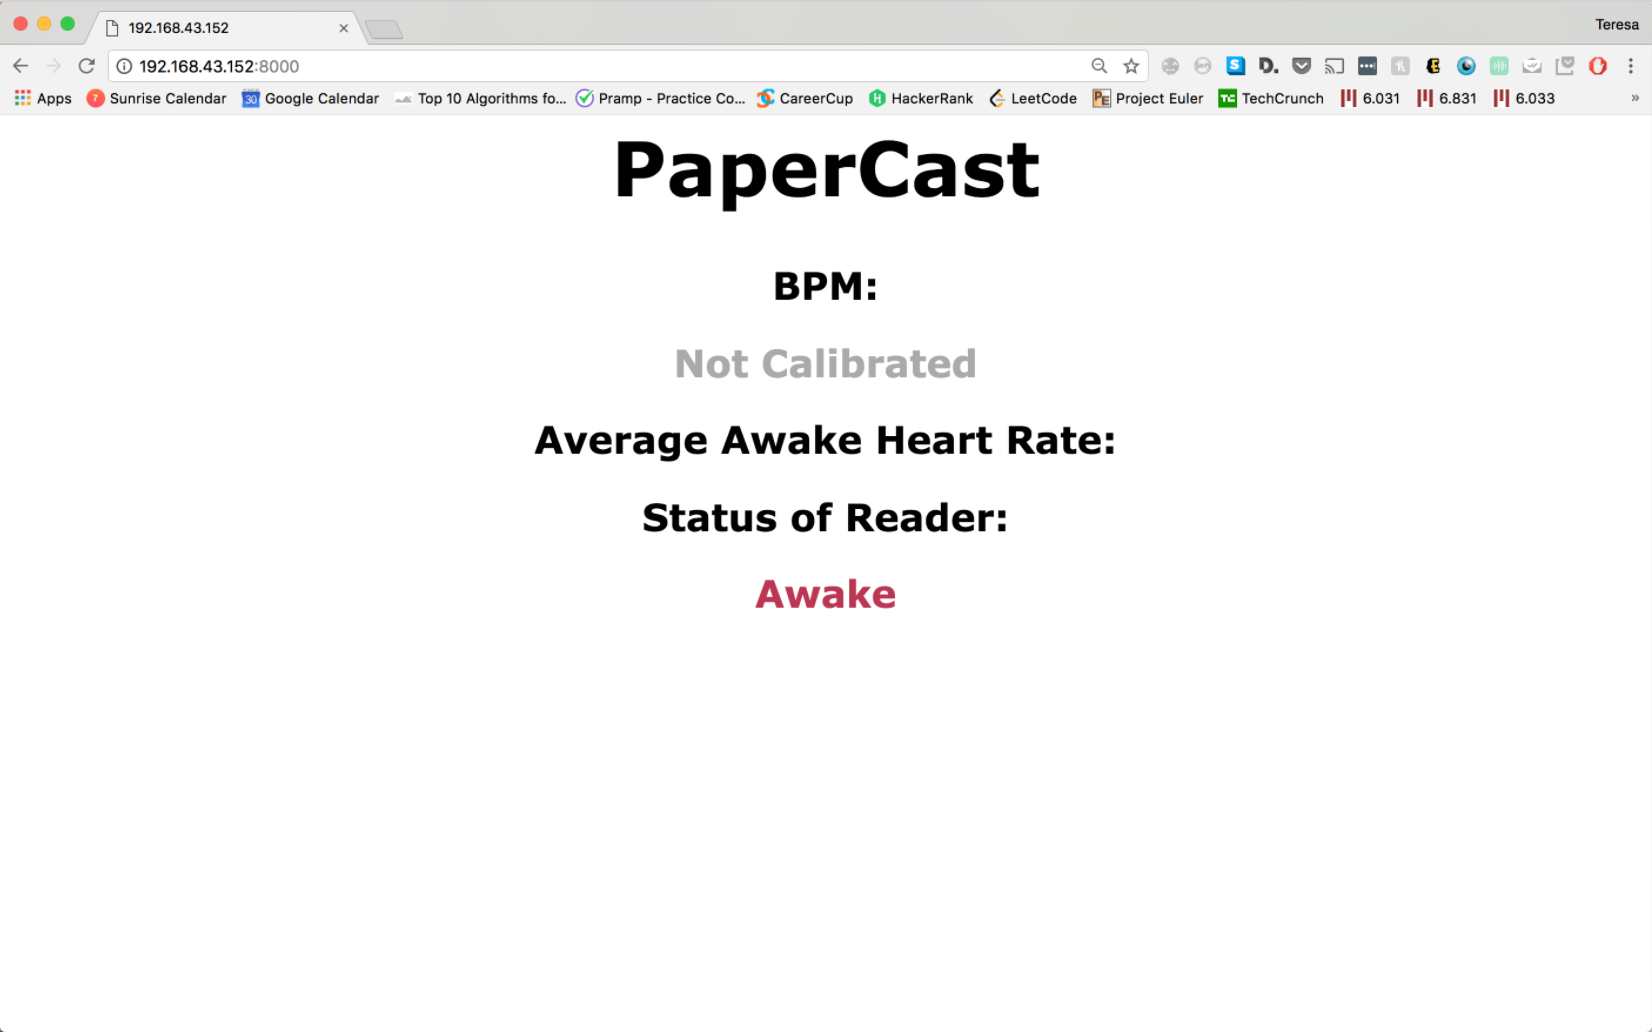 192.168.43.152
Teresa
192.168.43.152:8000
Apps Sunrise Calendar Google Calendar Top 10 Algorithms fo... Pramp - Practice Co... CareerCup HackerRank LeetCode Project Euler TechCrunch 6.031 6.831 6.033 »
PaperCast
BPM:
Not Calibrated
Average Awake Heart Rate:
Status of Reader:
Awake